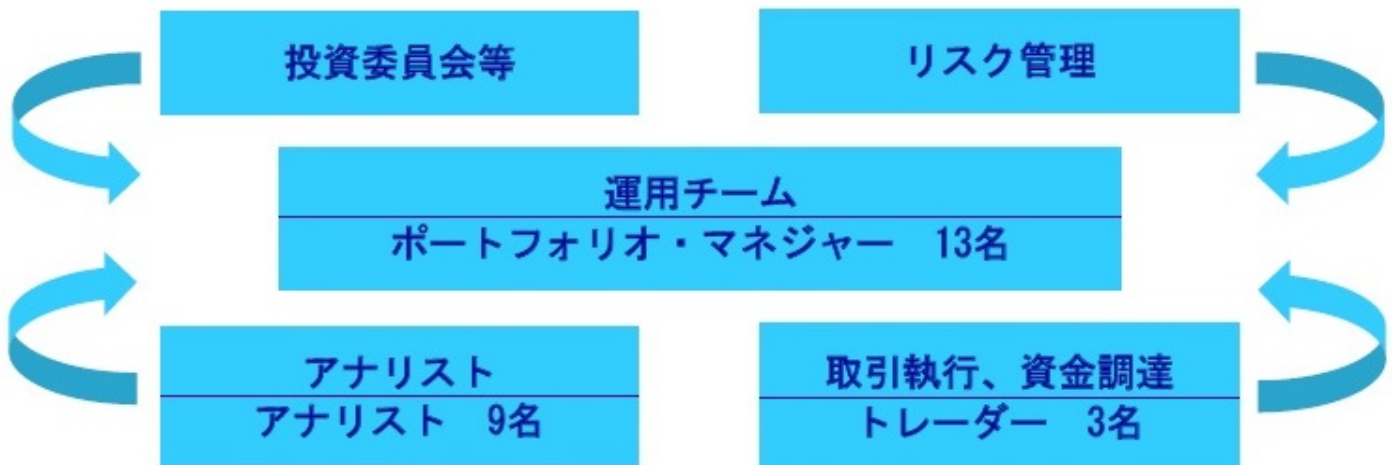 投資委員会等
リスク管理
運用チーム
ポートフォリオ・マネジャー　13名
アナリスト
アナリスト　9名
取引執行、資金調達
トレーダー　3名